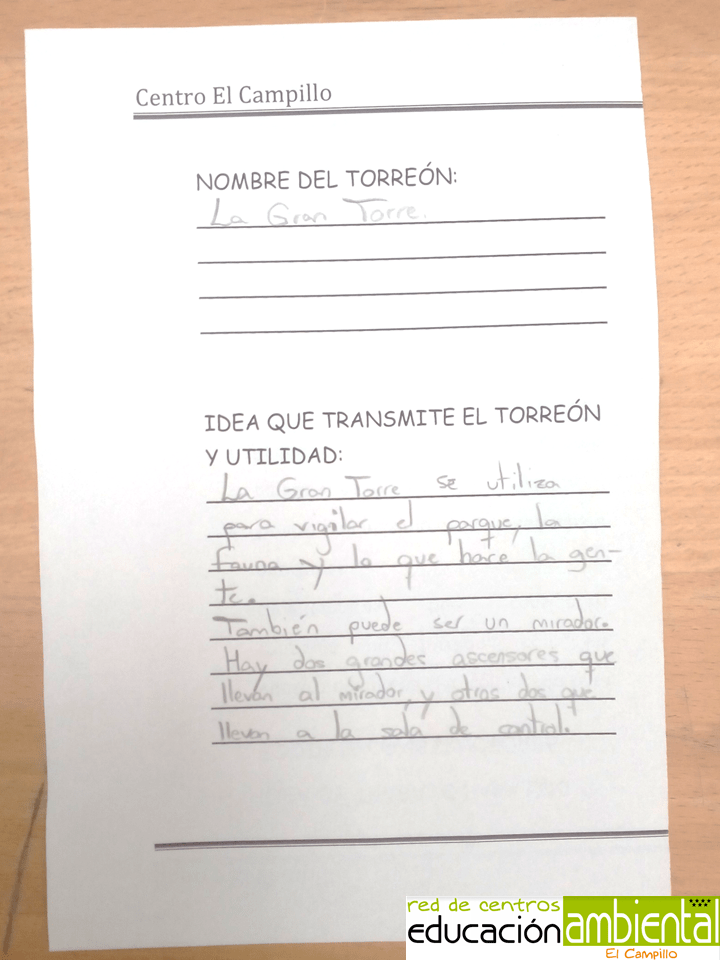 Centro El Campillo
NOMBRE DEL TORREÓN:
La Gran Torre.
IDEA QUE TRANSMITE EL TORREÓN
Y UTILIDAD:
La Gran Torre se utiliza
para vigilar el parque, la
fauna y lo que hace la gen-
te.
También puede ser un mirador.
Hay dos grandes ascensores que
llevan al mirador, y otros dos que
llevan a la sala de control.
red de centros
educación ambiental
El Campillo